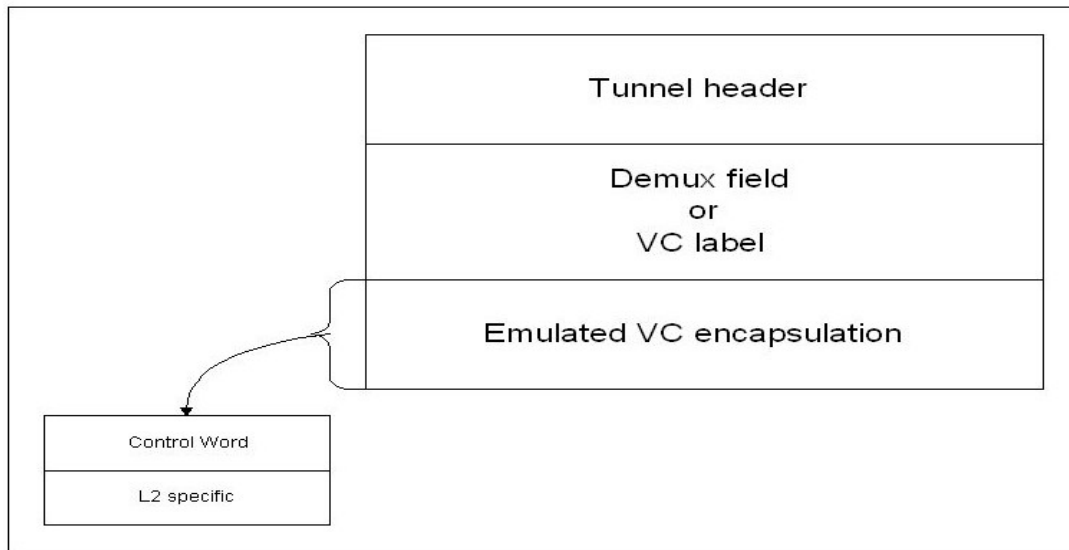 Tunnel header
Demux field
or
VC label
Emulated VC encapsulation
Control Word
L2 specific